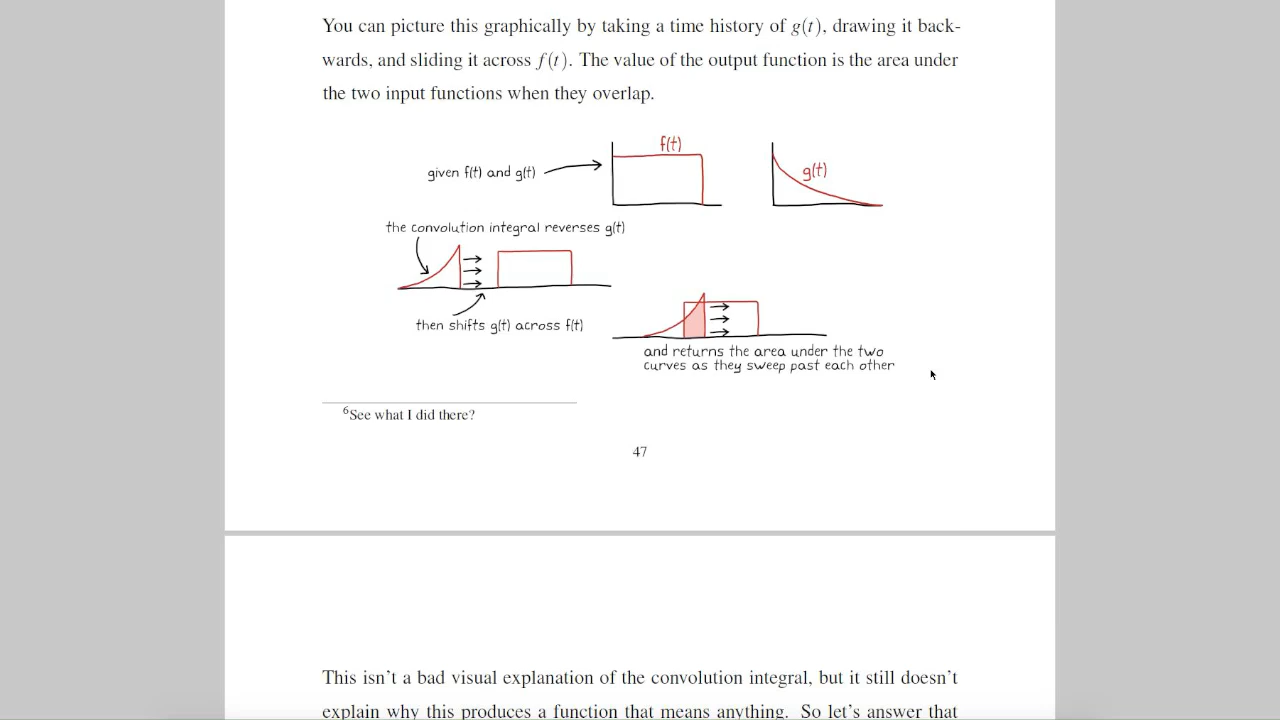 You can picture this graphically by taking a time history of g(t), drawing it back-
wards, and sliding it across f(t). The value of the output function is the area under
the two input functions when they overlap.
f(t)
given f(t) and g(t)
g(t)
the convolution integral reverses g(t)
then shifts g(t) across f(t)
and returns the area under the two
curves as they sweep past each other
6See what I did there?
47
This isn't a bad visual explanation of the convolution integral, but it still doesn't
explain why this produces a function that means anything. So let's answer that